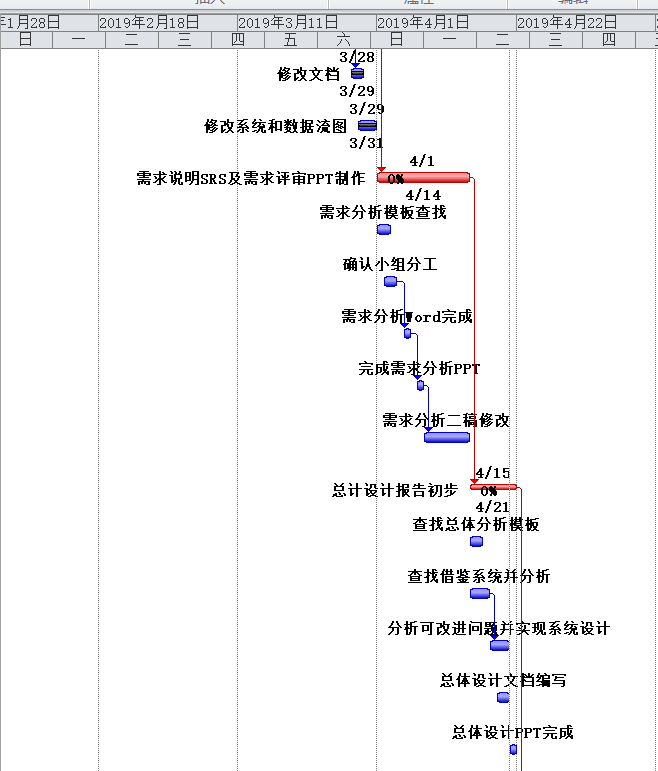 年1月28日 2019年2月18日 2019年3月11日 2019年4月1日 2019年4月22日
日 一 二 三 四 五 六 日 一 二 三 四
3/28
修改文档
3/29
3/29
修改系统和数据流图
3/31
4/1
需求说明SRS及需求评审PPT制作 0%
4/14
需求分析模板查找
确认小组分工
需求分析Word完成
完成需求分析PPT
需求分析二稿修改
4/15
总计设计报告初步 0%
4/21
查找总体分析模板
查找借鉴系统并分析
分析可改进问题并实现系统设计
总体设计文档编写
总体设计PPT完成